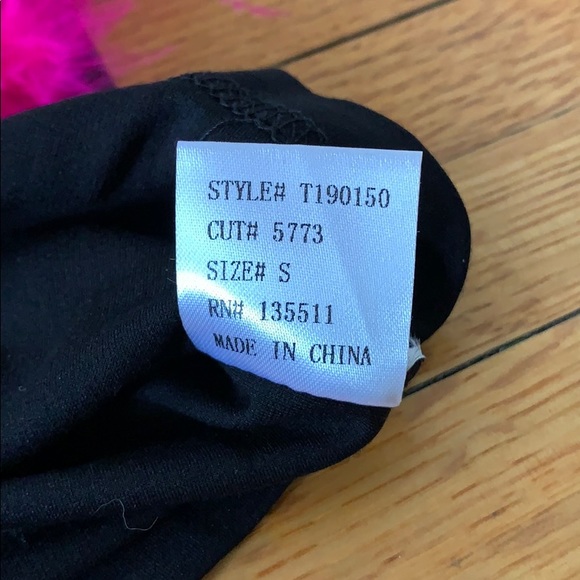 STYLE# T190150
CUT# 5773
SIZE# S
RN# 135511
MADE IN CHINA